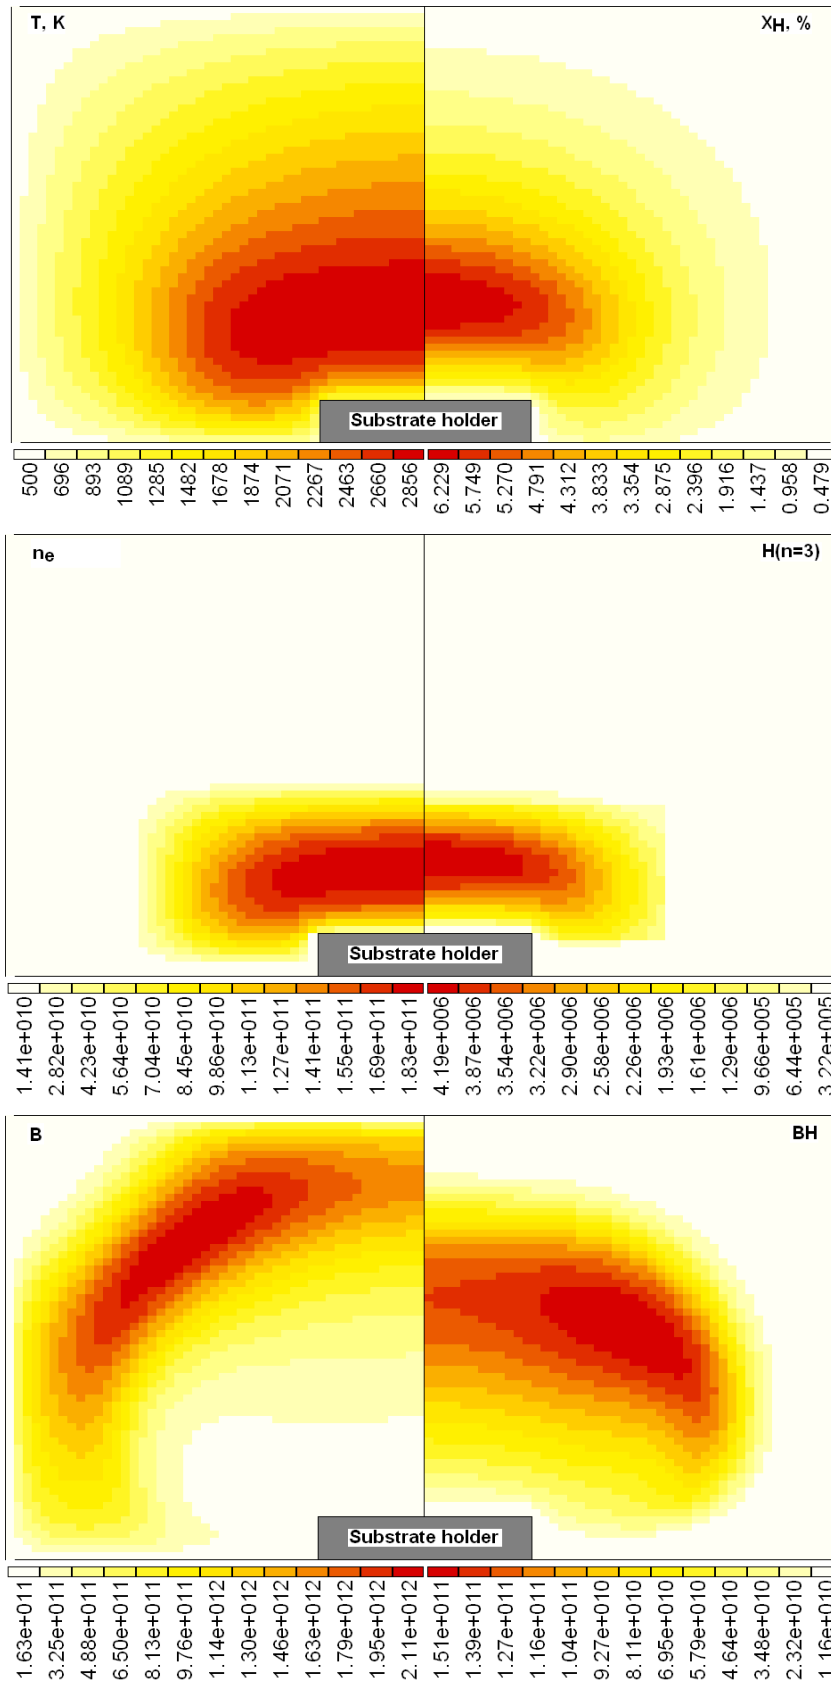 T, K XH, %
Substrate holder
500 696 893 1089 1285 1482 1678 1874 2071 2267 2463 2660 2856 6.229 5.749 5.270 4.791 4.312 3.833 3.354 2.875 2.396 1.916 1.437 0.958 0.479
ne H(n=3)
Substrate holder
1.41e+010 2.82e+010 4.23e+010 5.64e+010 7.04e+010 8.45e+010 9.86e+010 1.13e+011 1.27e+011 1.41e+011 1.55e+011 1.69e+011 1.83e+011 4.19e+006 3.87e+006 3.54e+006 3.22e+006 2.90e+006 2.58e+006 2.26e+006 1.93e+006 1.61e+006 1.29e+006 9.66e+005 6.44e+005 3.22e+005
B BH
Substrate holder
1.63e+011 3.25e+011 4.88e+011 6.50e+011 8.13e+011 9.76e+011 1.14e+012 1.30e+012 1.46e+012 1.63e+012 1.79e+012 1.95e+012 2.11e+012 1.51e+011 1.39e+011 1.27e+011 1.16e+011 1.04e+011 9.27e+010 8.11e+010 6.95e+010 5.79e+010 4.64e+010 3.48e+010 2.32e+010 1.16e+010